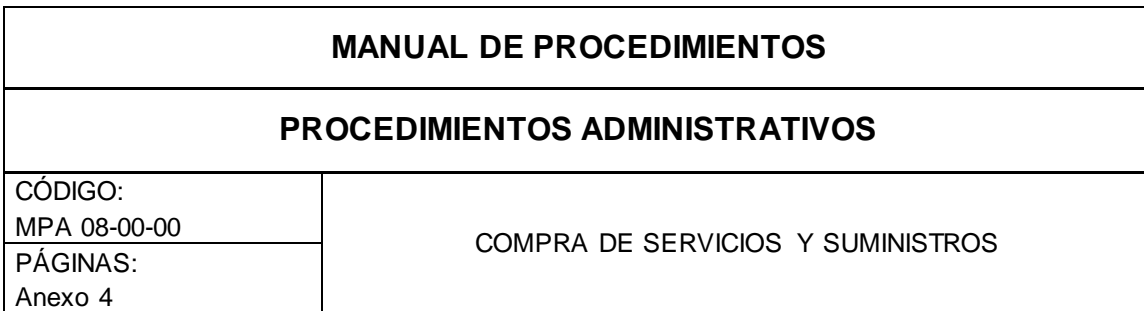 MANUAL DE PROCEDIMIENTOS
PROCEDIMIENTOS ADMINISTRATIVOS
CÓDIGO:
MPA 08-00-00
COMPRA DE SERVICIOS Y SUMINISTROS
PÁGINAS:
Anexo 4